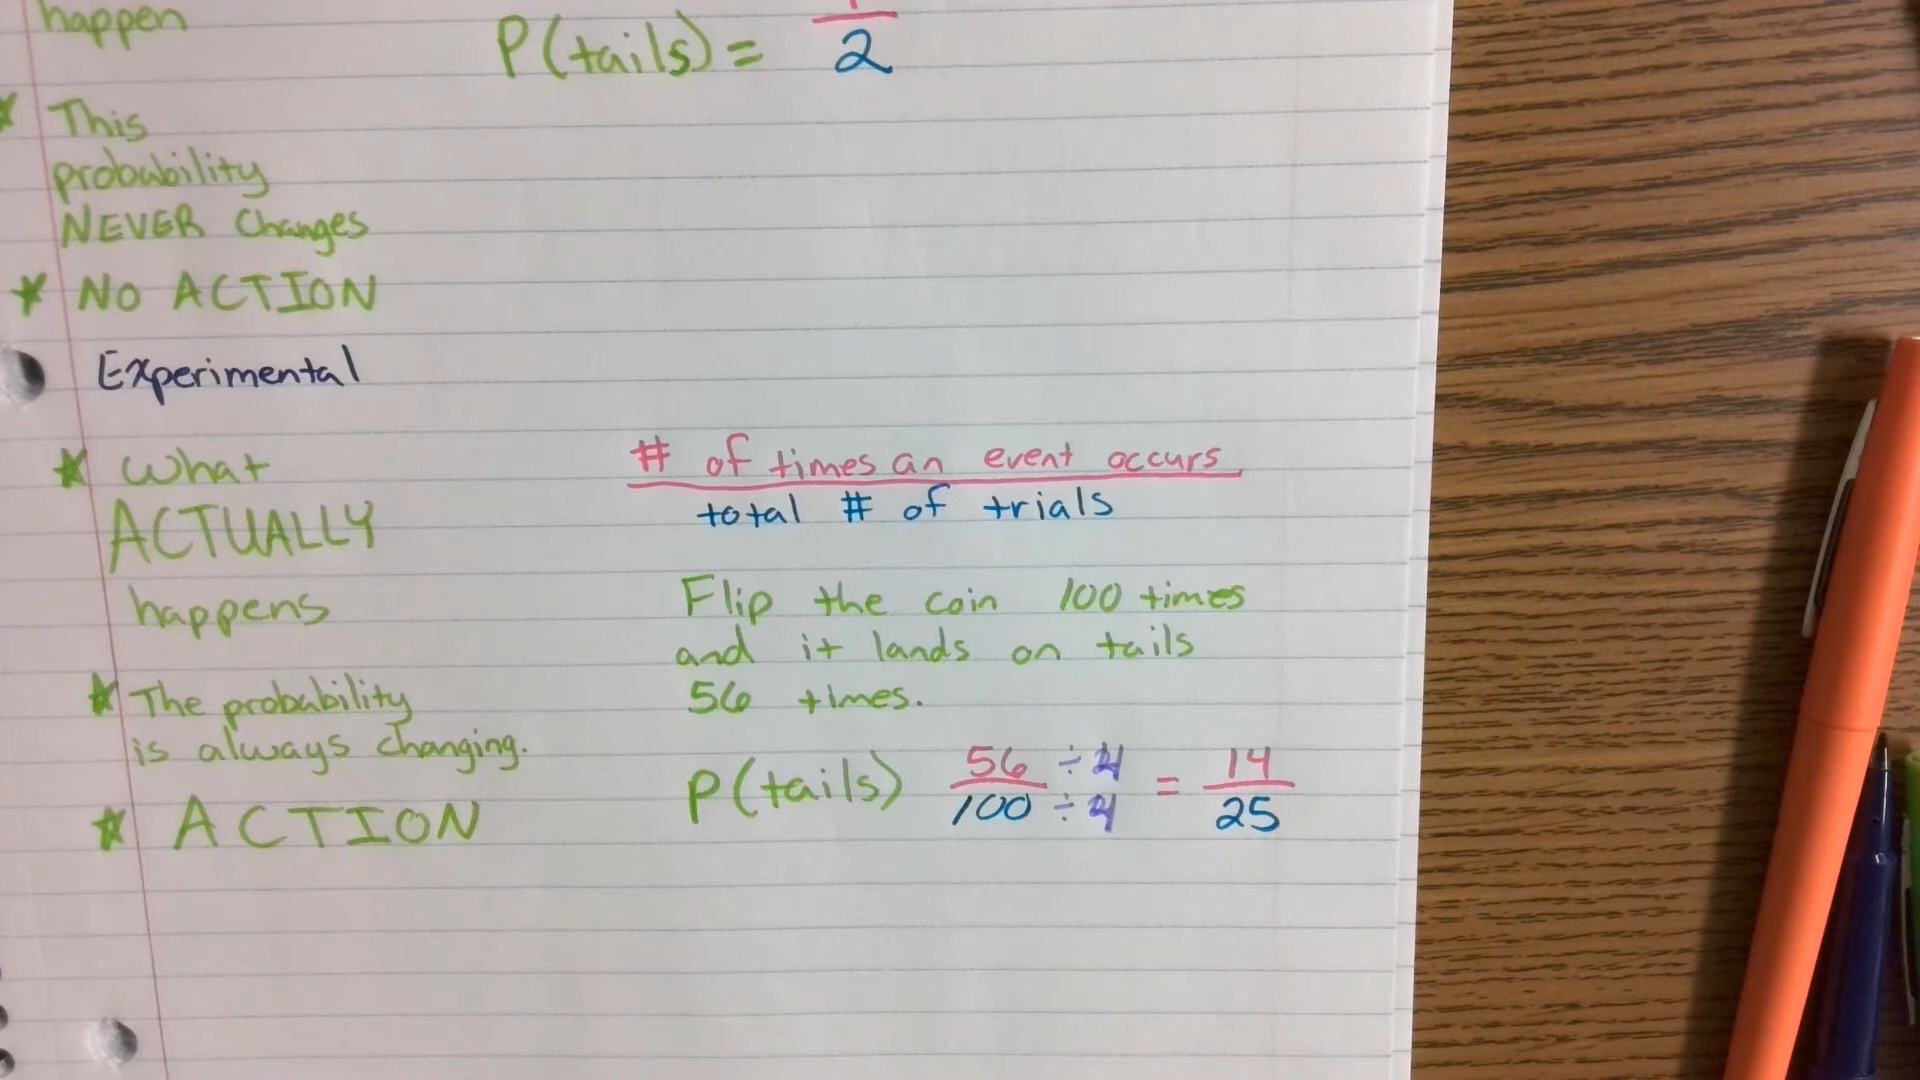 happen
P(tails) = 1/2
* This
probability
NEVER Changes
* NO ACTION
Experimental
* What
ACTUALLY
happens
* The probability
is always changing.
* ACTION
# of times an event occurs
total # of trials
Flip the coin 100 times
and it lands on tails
56 times.
P(tails) 56 ÷ 4 / 100 ÷ 4 = 14/25